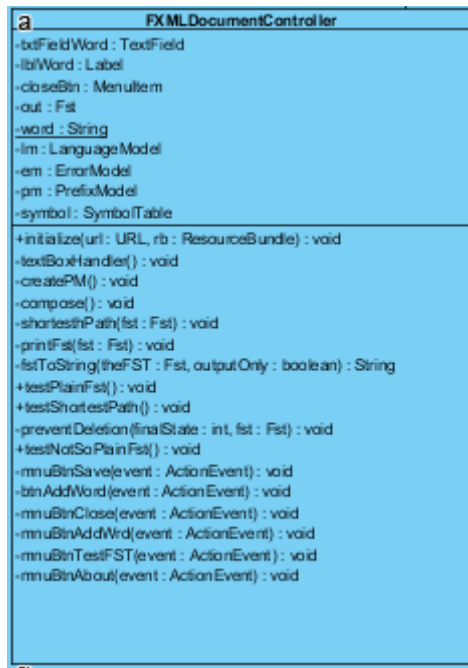 a
FXMLDocumentController
-txtFieldWord : TextField
-lblWord : Label
-closeBtn : MenuItem
-out : Fst
-word : String
-lm : LanguageModel
-em : ErrorModel
-pm : PrefixModel
-symbol : SymbolTable
+initialize(url : URL, rb : ResourceBundle) : void
-textBoxHandler() : void
-createPM() : void
-compose() : void
-shortesthPath(fst : Fst) : void
-printFst(fst : Fst) : void
-fstToString(theFST : Fst, outputOnly : boolean) : String
+testPlainFst() : void
+testShortestPath() : void
-preventDeletion(finalState : int, fst : Fst) : void
+testNotSoPlainFst() : void
-mnuBtnSave(event : ActionEvent) : void
-btnAddWord(event : ActionEvent) : void
-mnuBtnClose(event : ActionEvent) : void
-mnuBtnAddWrd(event : ActionEvent) : void
-mnuBtnTestFST(event : ActionEvent) : void
-mnuBtnAbout(event : ActionEvent) : void